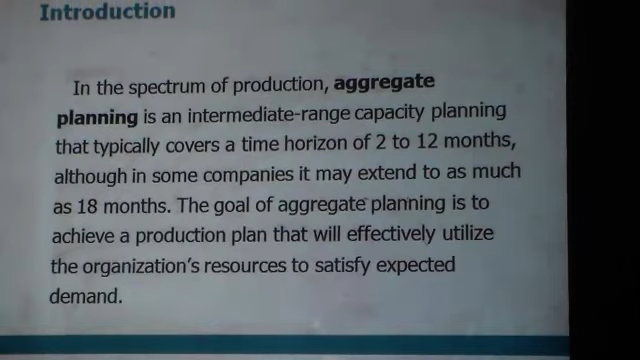 Introduction
In the spectrum of production, aggregate
planning is an intermediate-range capacity planning
that typically covers a time horizon of 2 to 12 months,
although in some companies it may extend to as much
as 18 months. The goal of aggregate planning is to
achieve a production plan that will effectively utilize
the organization's resources to satisfy expected
demand.